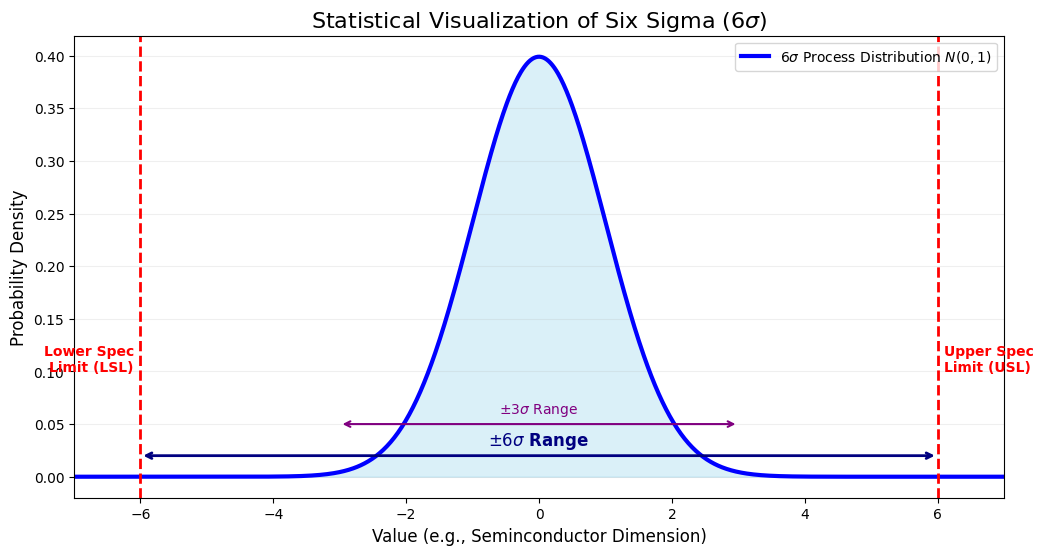 Statistical Visualization of Six Sigma (6σ)
6σ Process Distribution N(0, 1)
0.40
0.35
0.30
0.25
0.20
0.15
0.10
0.05
0.00
Probability Density
Lower Spec
Limit (LSL)
Upper Spec
Limit (USL)
±3σ Range
±6σ Range
−6
−4
−2
0
2
4
6
Value (e.g., Seminconductor Dimension)